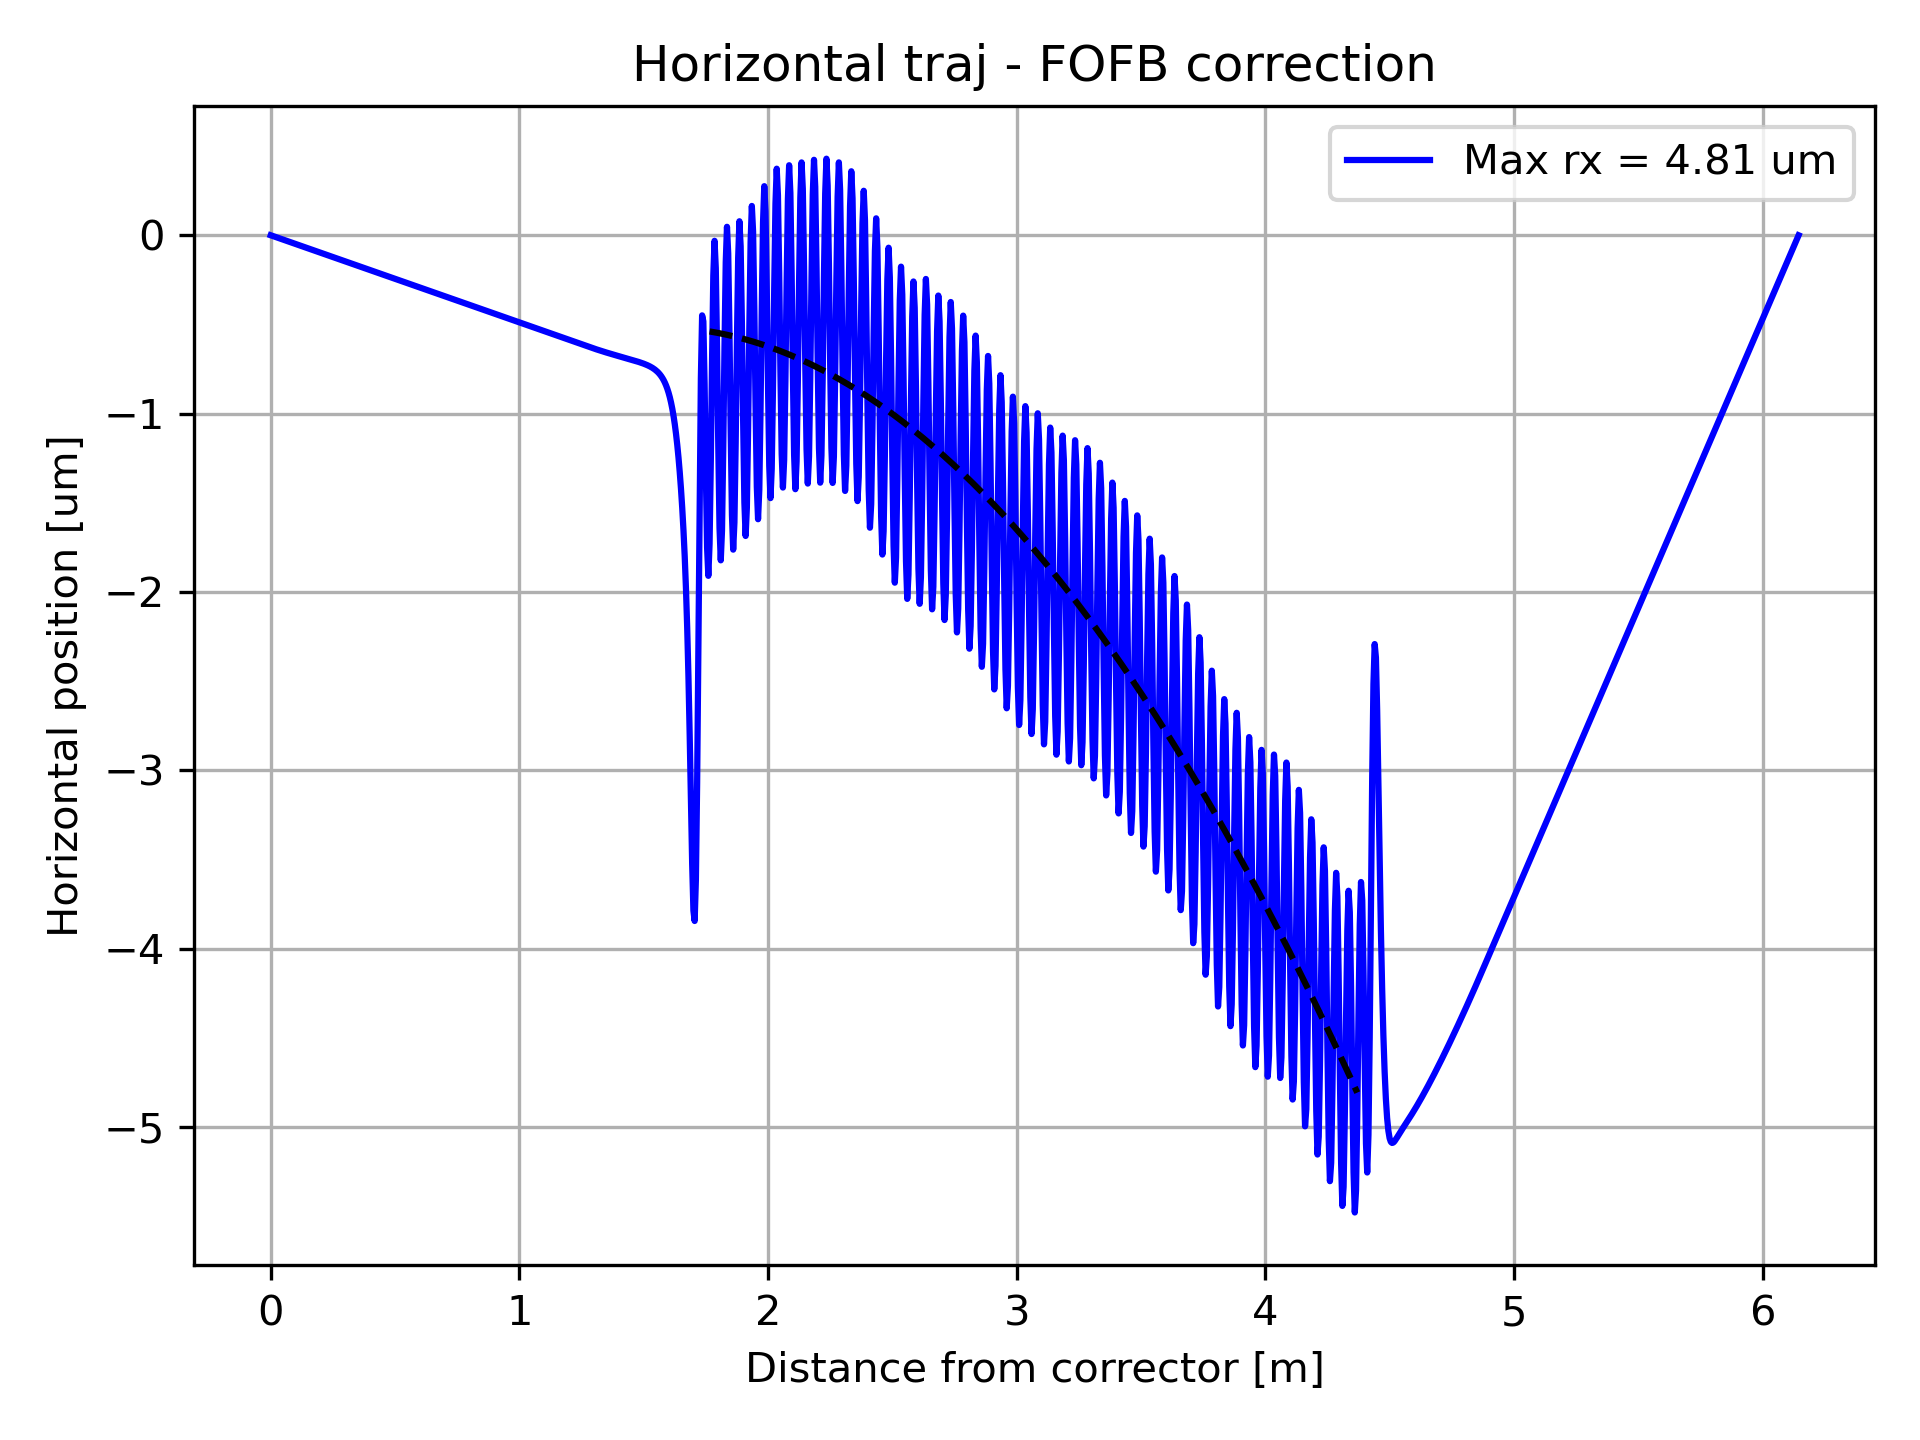 Horizontal traj - FOFB correction
Max rx = 4.81 um
Horizontal position [um]
0
−1
−2
−3
−4
−5
0 1 2 3 4 5 6
Distance from corrector [m]